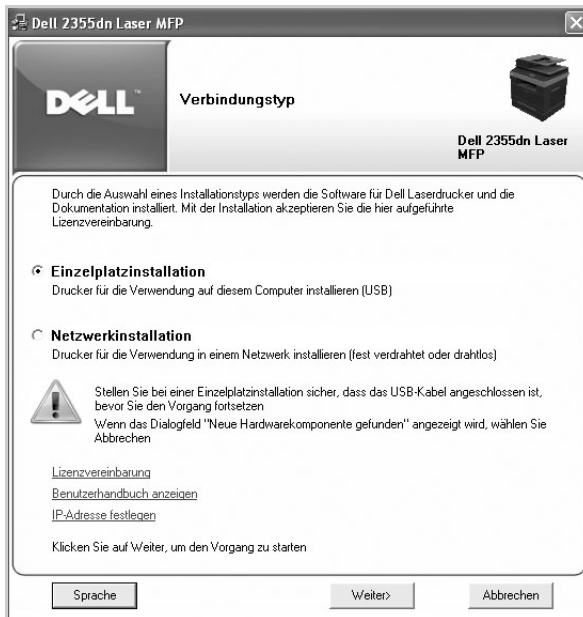 Dell 2355dn Laser MFP
DELL™
Verbindungstyp
Dell 2355dn Laser
MFP
Durch die Auswahl eines Installationstyps werden die Software für Dell Laserdrucker und die
Dokumentation installiert. Mit der Installation akzeptieren Sie die hier aufgeführte
Lizenzvereinbarung.
Einzelplatzinstallation
Drucker für die Verwendung auf diesem Computer installieren (USB)
Netzwerkinstallation
Drucker für die Verwendung in einem Netzwerk installieren (fest verdrahtet oder drahtlos)
Stellen Sie bei einer Einzelplatzinstallation sicher, dass das USB-Kabel angeschlossen ist,
bevor Sie den Vorgang fortsetzen
Wenn das Dialogfeld "Neue Hardwarekomponente gefunden" angezeigt wird, wählen Sie
Abbrechen
Lizenzvereinbarung
Benutzerhandbuch anzeigen
IP-Adresse festlegen
Klicken Sie auf Weiter, um den Vorgang zu starten
Sprache
Weiter>
Abbrechen